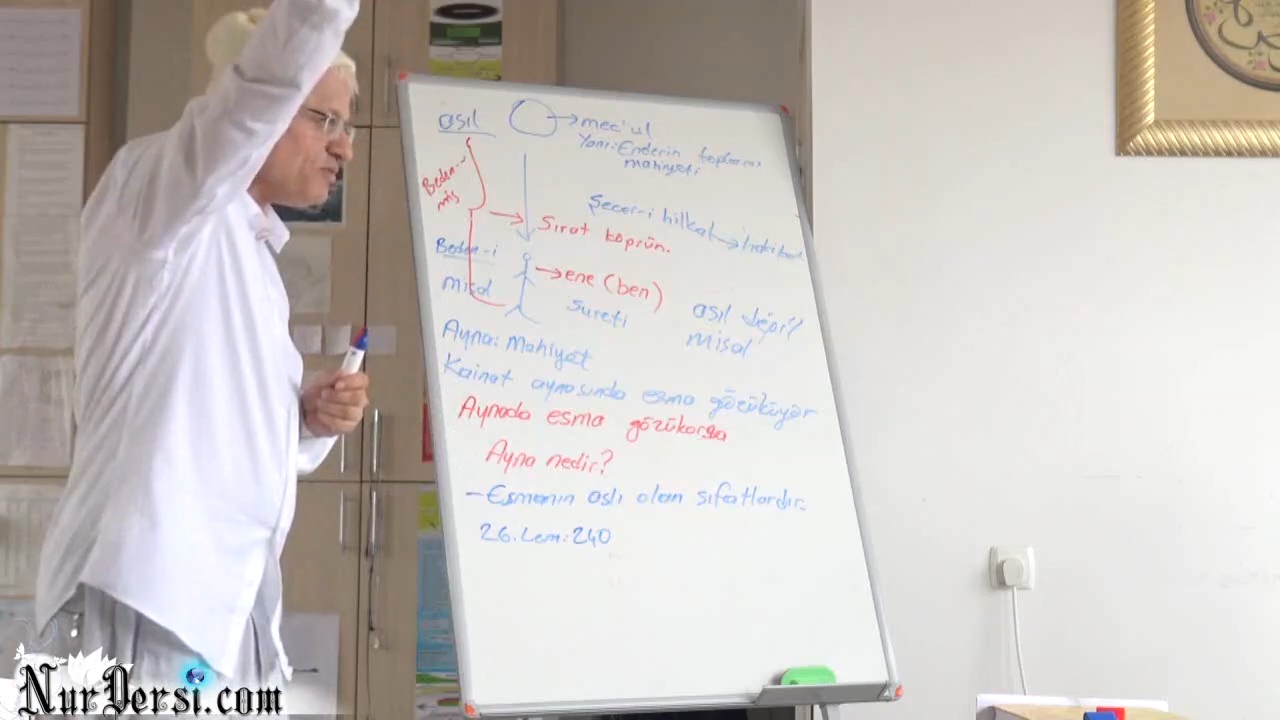 asıl → mec'ul
Yani: Enelerin toplamı
mahiyeti
Beden-i
mis
Şecer-i hilkat →
Sırat köprün.
Beden-i
misal
→ ene (ben)
sureti
asıl değil
misal
Ayna: Mahiyet
Kainat aynasında esma gözüküyor
Aynada esma gözükürsa
Ayna nedir?
- Esmanın aslı olan sıfatlardır.
26. Lem: 240
NurDersi.com